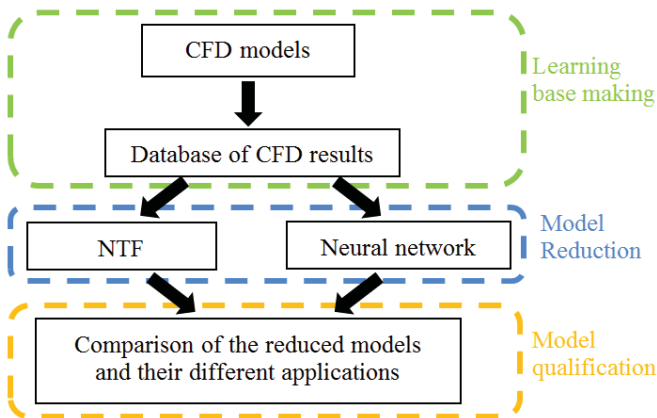 CFD models
Learning
base making
Database of CFD results
NTF
Neural network
Model
Reduction
Comparison of the reduced models
and their different applications
Model
qualification